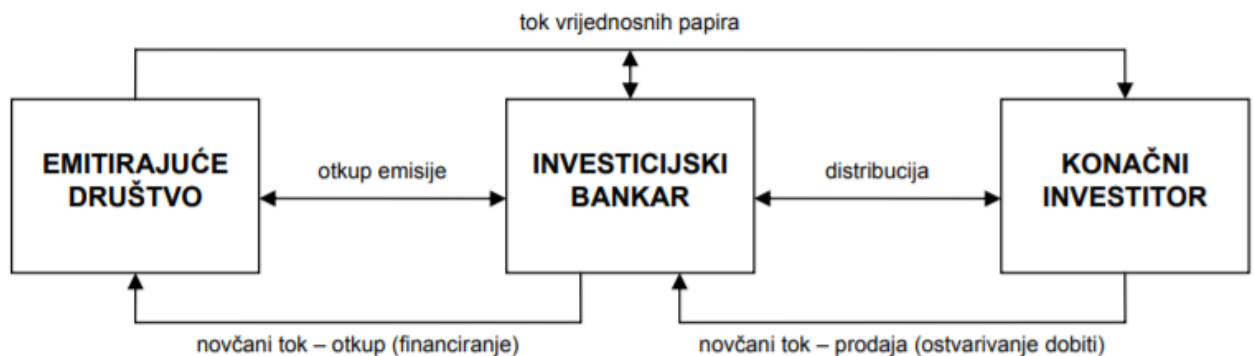 tok vrijednosnih papira
EMITIRAJUĆE
DRUŠTVO
otkup emisije
INVESTICIJSKI
BANKAR
distribucija
KONAČNI
INVESTITOR
novčani tok – otkup (financiranje)
novčani tok – prodaja (ostvarivanje dobiti)